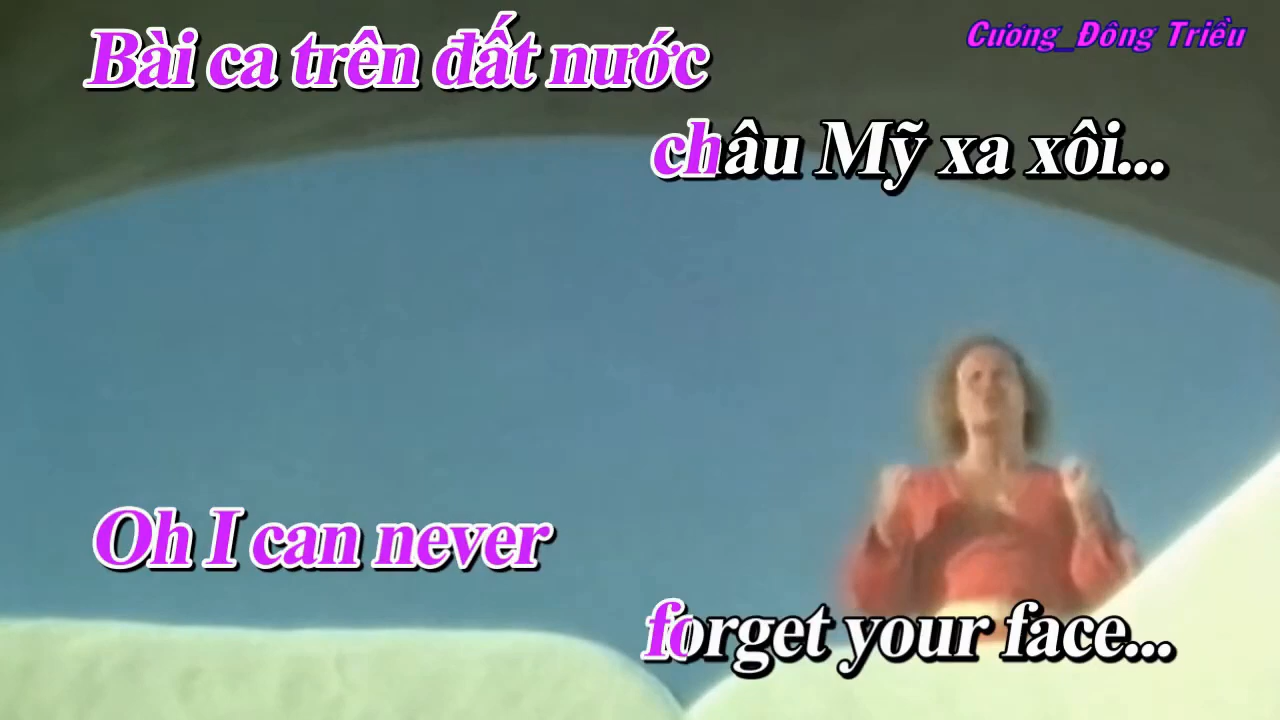 Cương_Đông Triều
Bài ca trên đất nước
châu Mỹ xa xôi...
Oh I can never
forget your face...